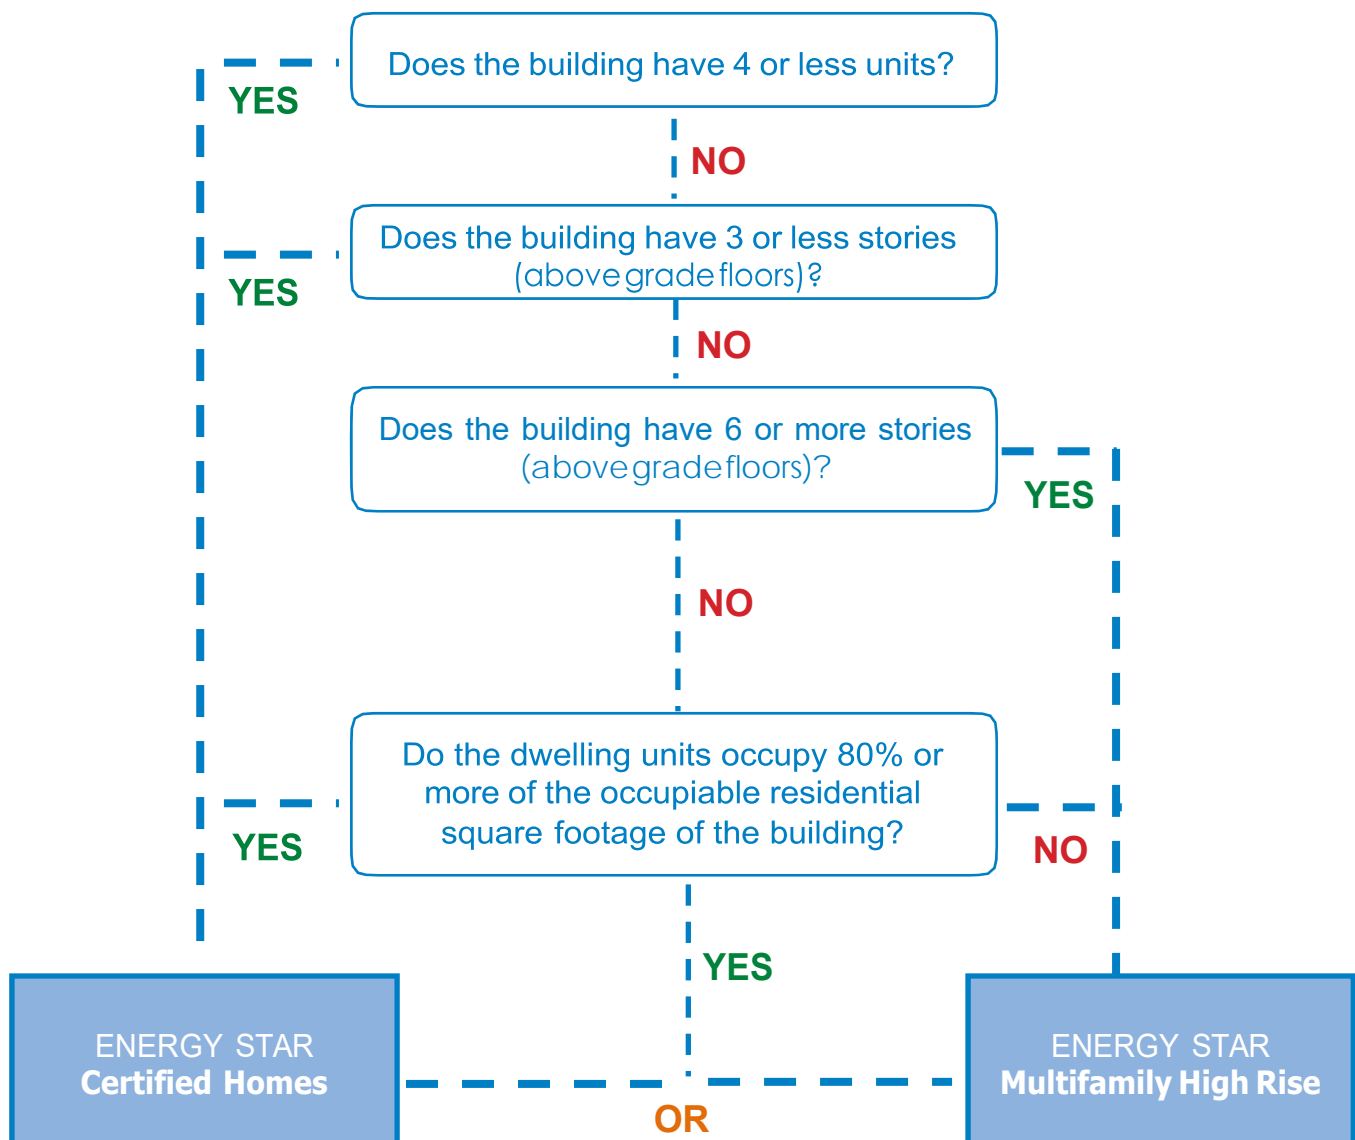 Does the building have 4 or less units?
YES
NO
Does the building have 3 or less stories
(above grade floors)?
YES
NO
Does the building have 6 or more stories
(above grade floors)?
YES
NO
Do the dwelling units occupy 80% or
more of the occupiable residential
square footage of the building?
YES
NO
YES
ENERGY STAR
Certified Homes
ENERGY STAR
Multifamily High Rise
OR